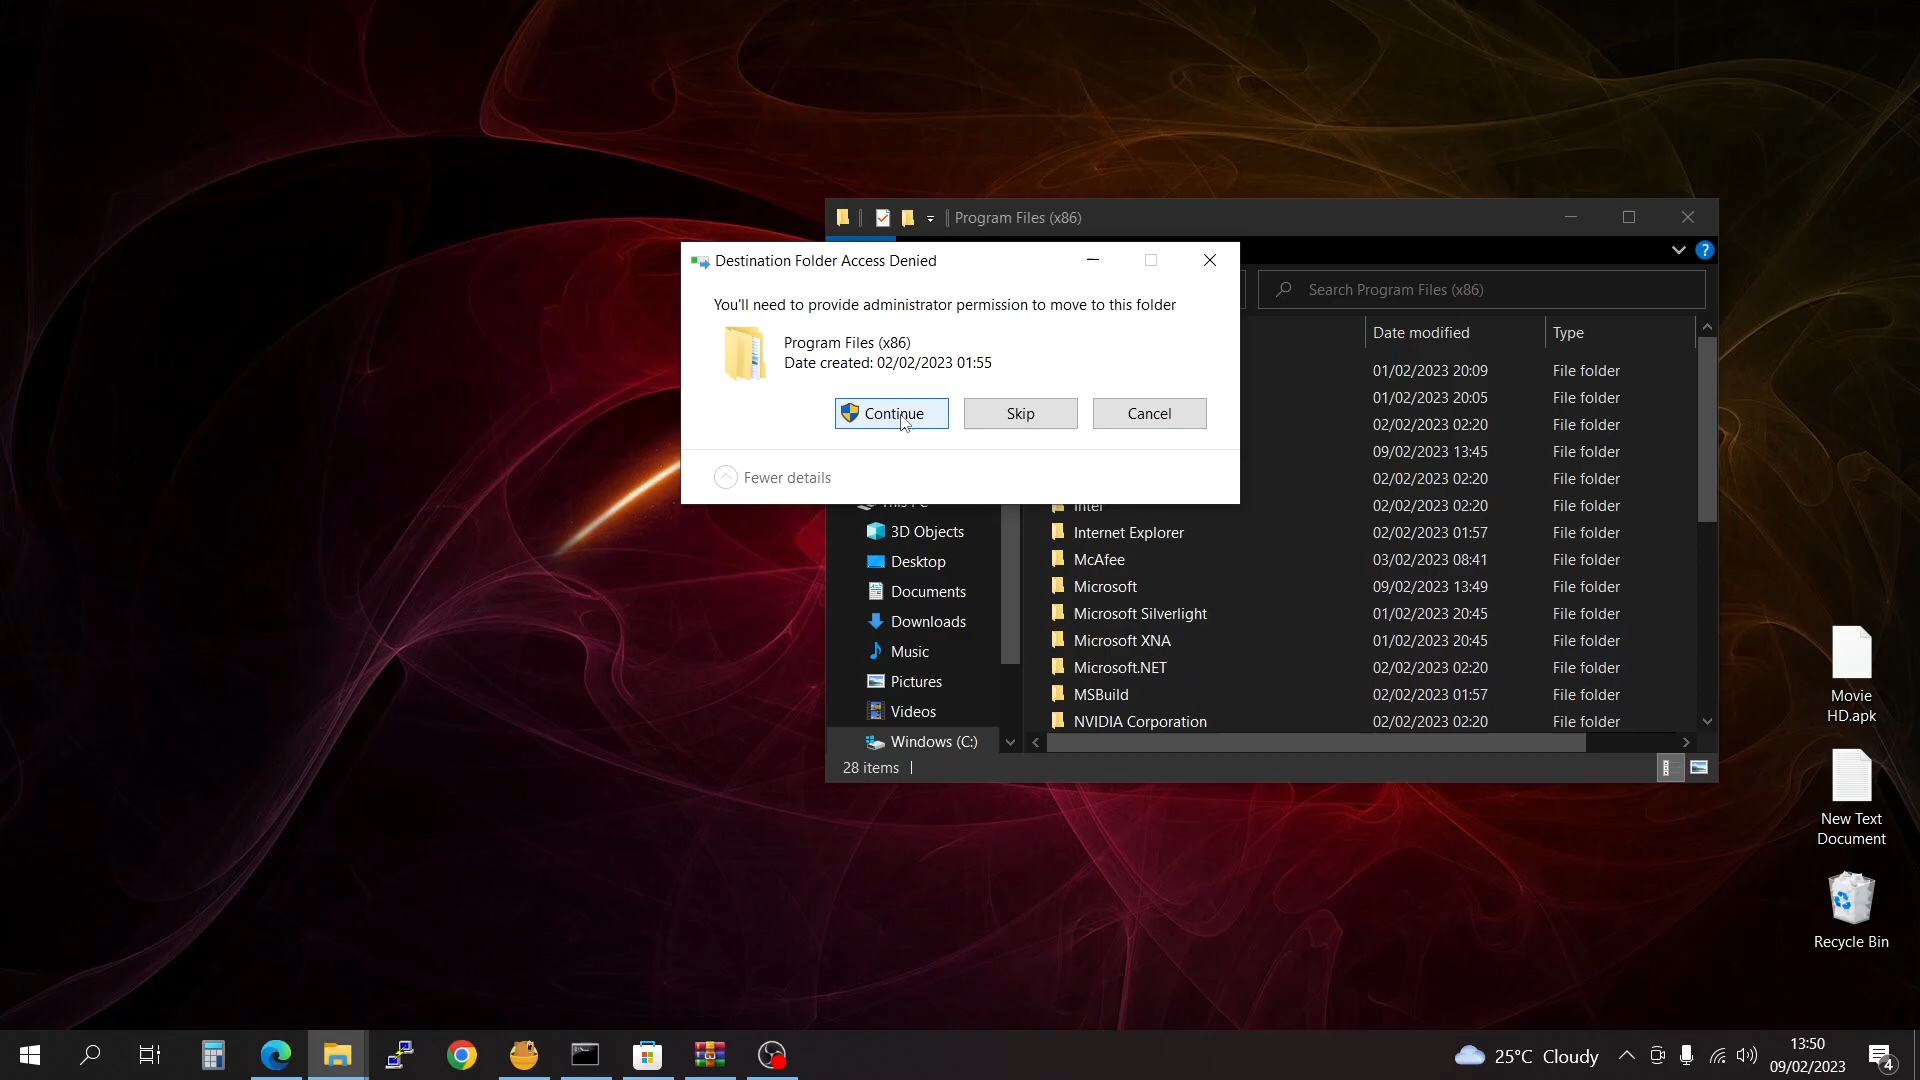 Program Files (x86)
Destination Folder Access Denied
You'll need to provide administrator permission to move to this folder
Program Files (x86)
Date created: 02/02/2023 01:55
Continue
Skip
Cancel
Fewer details
Search Program Files (x86)
Date modified
Type
01/02/2023 20:09
File folder
01/02/2023 20:05
File folder
02/02/2023 02:20
File folder
09/02/2023 13:45
File folder
02/02/2023 02:20
File folder
Intel
02/02/2023 02:20
File folder
Internet Explorer
02/02/2023 01:57
File folder
McAfee
03/02/2023 08:41
File folder
Microsoft
09/02/2023 13:49
File folder
Microsoft Silverlight
01/02/2023 20:45
File folder
Microsoft XNA
01/02/2023 20:45
File folder
Microsoft.NET
02/02/2023 02:20
File folder
MSBuild
02/02/2023 01:57
File folder
NVIDIA Corporation
02/02/2023 02:20
File folder
This PC
3D Objects
Desktop
Documents
Downloads
Music
Pictures
Videos
Windows (C:)
28 items
Movie
HD.apk
New Text
Document
Recycle Bin
25°C Cloudy
13:50
09/02/2023
4